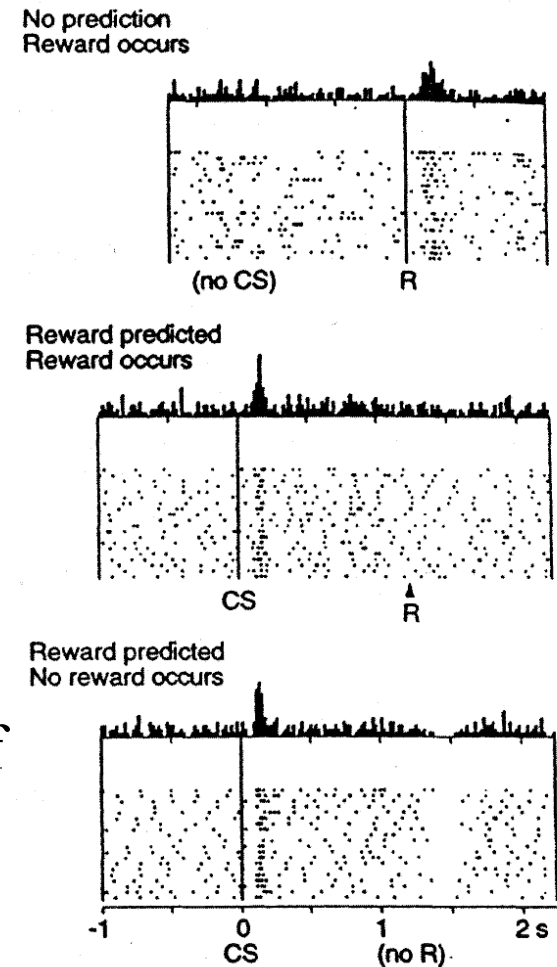 No prediction
Reward occurs
(no CS) R
Reward predicted
Reward occurs
CS R
Reward predicted
No reward occurs
-1 0 1 2 s
CS (no R)